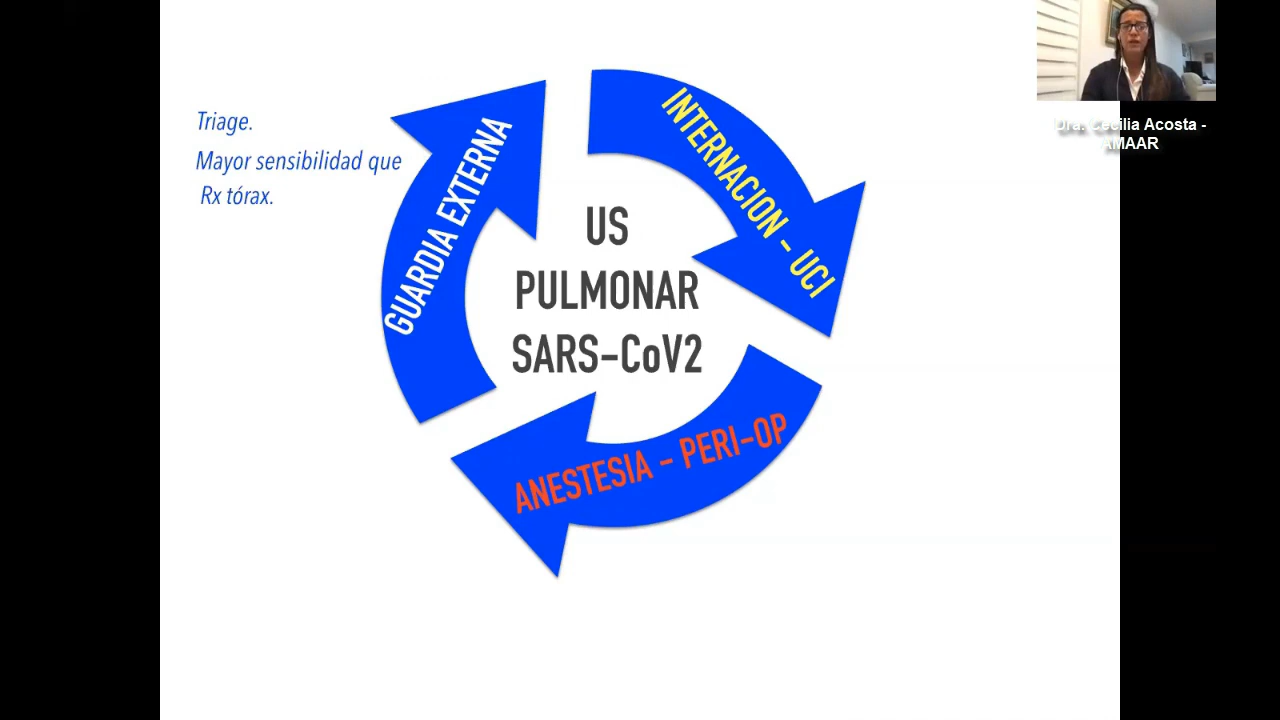 Triage.
Mayor sensibilidad que
Rx tórax.
GUARDIA EXTERNA
INTERNACION - UCI
ANESTESIA - PERI-OP
US
PULMONAR
SARS-CoV2
Dra. Cecilia Acosta -
AMAAR